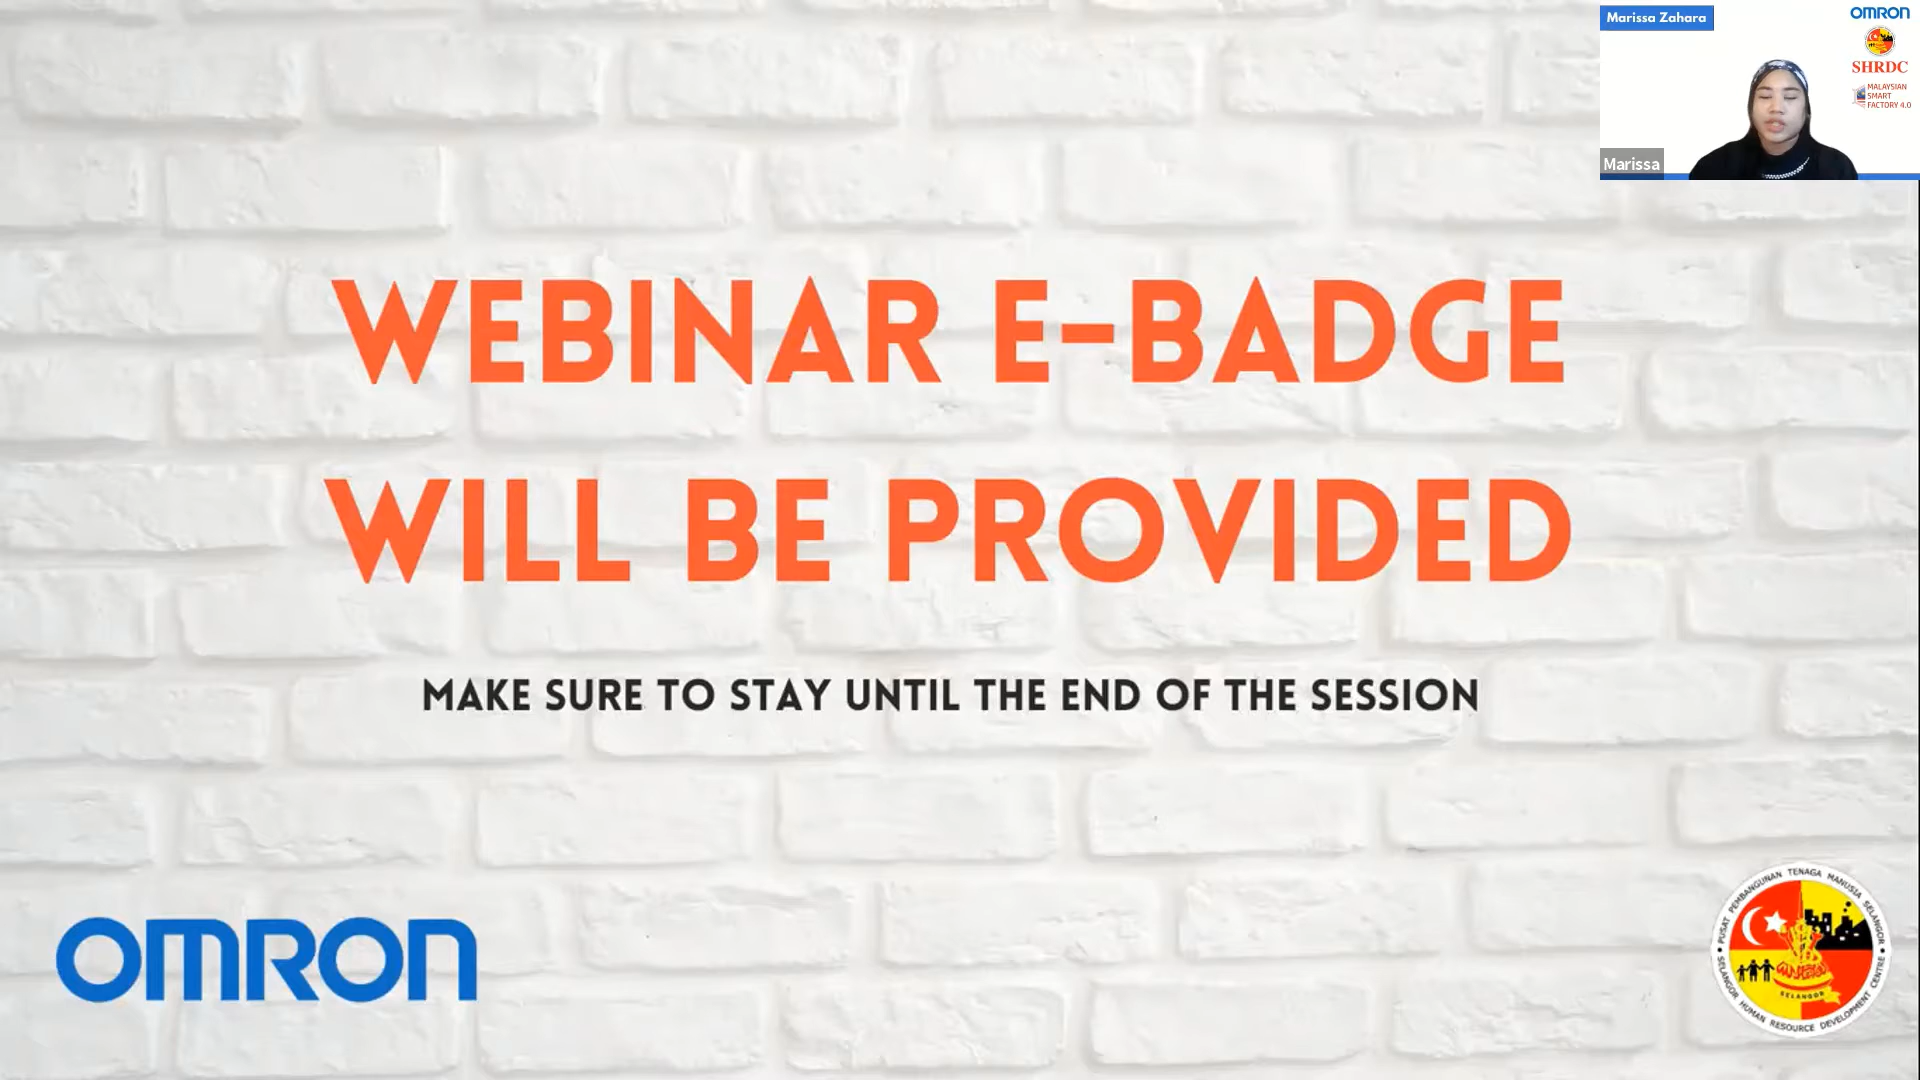 Marissa Zahara
OMRON
SHRDC
MALAYSIAN
SMART
FACTORY 4.0
Marissa
WEBINAR E-BADGE
WILL BE PROVIDED
MAKE SURE TO STAY UNTIL THE END OF THE SESSION
OMRON
PUSAT PEMBANGUNAN TENAGA MANUSIA SELANGOR
SELANGOR
SELANGOR HUMAN RESOURCE DEVELOPMENT CENTRE